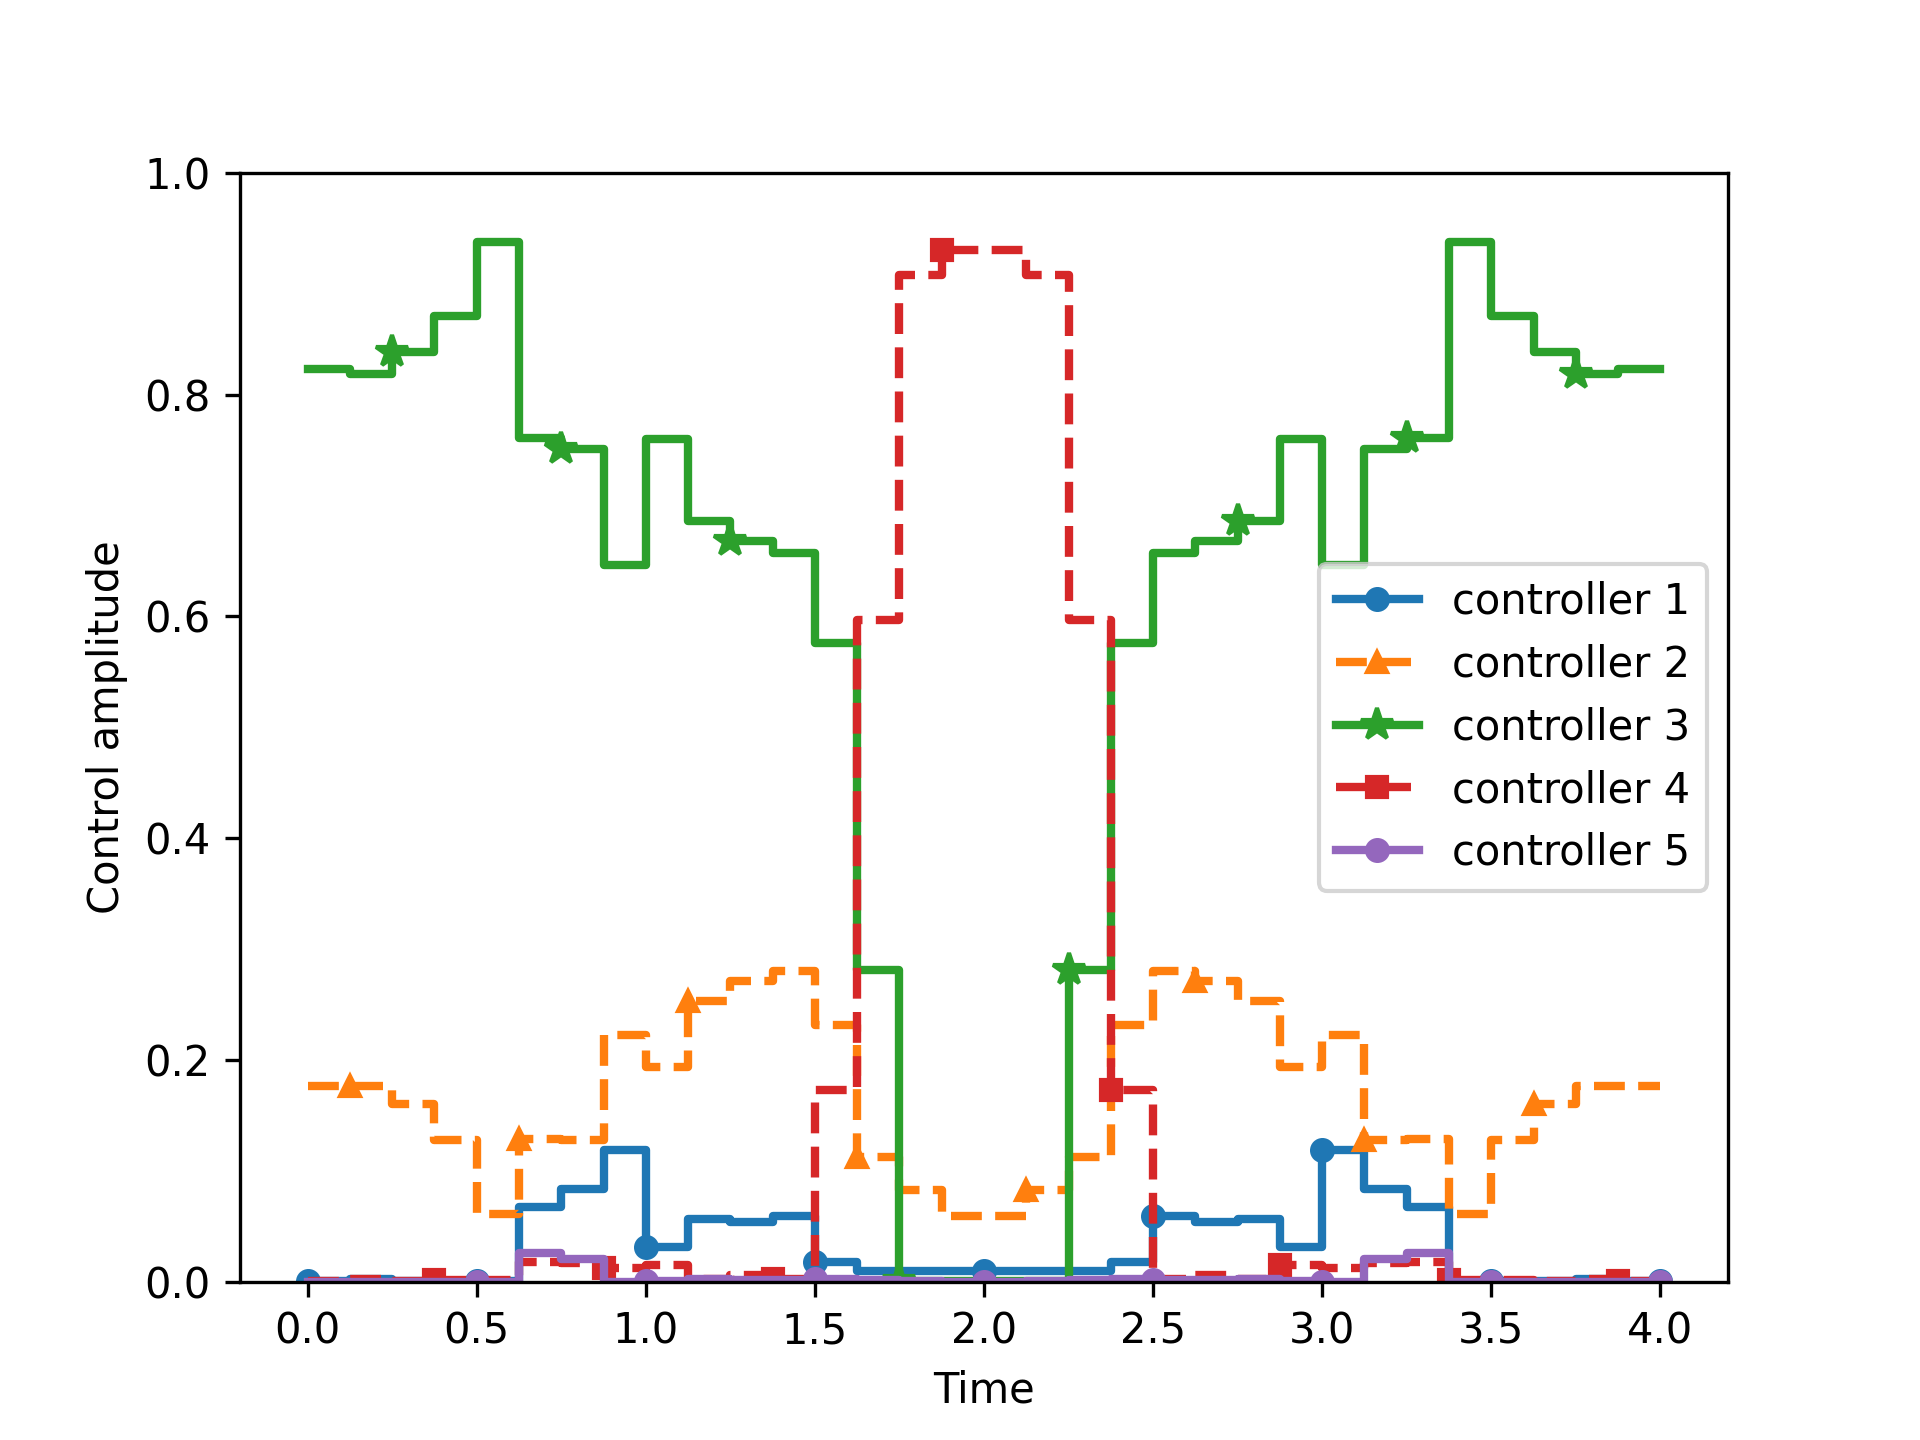 1.0
0.8
0.6
0.4
0.2
0.0
Control amplitude
controller 1
controller 2
controller 3
controller 4
controller 5
0.0 0.5 1.0 1.5 2.0 2.5 3.0 3.5 4.0
Time